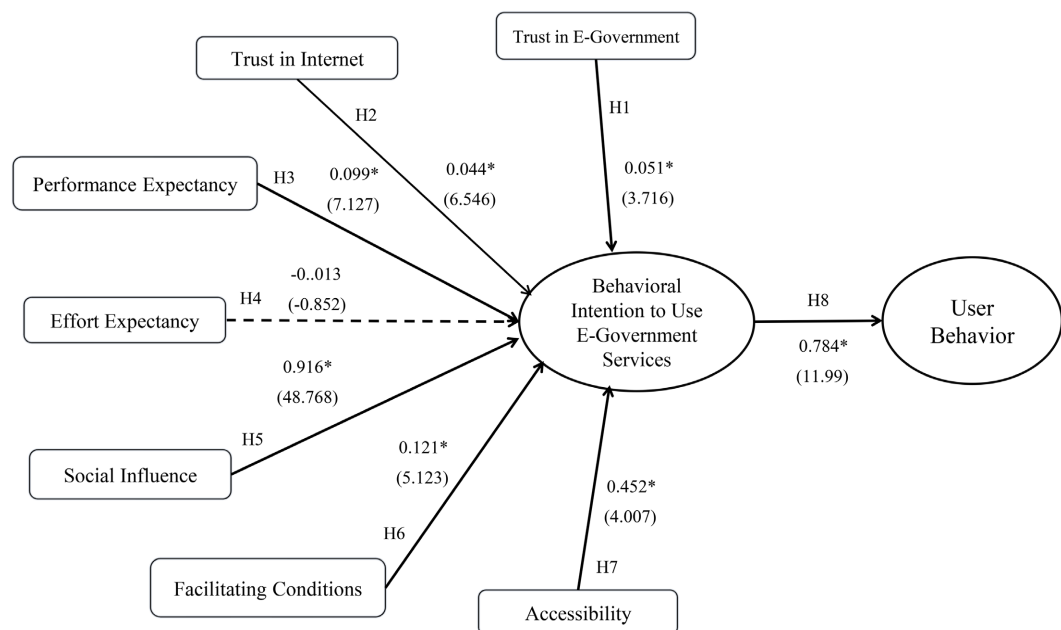 Trust in E-Government
Trust in Internet
H1
H2
0.051*
(3.716)
0.044*
(6.546)
Performance Expectancy
H3
0.099*
(7.127)
Effort Expectancy
H4
-0..013
(-0.852)
Behavioral
Intention to Use
E-Government
Services
H8
0.784*
(11.99)
User
Behavior
0.916*
(48.768)
H5
Social Influence
0.121*
(5.123)
H6
Facilitating Conditions
0.452*
(4.007)
H7
Accessibility